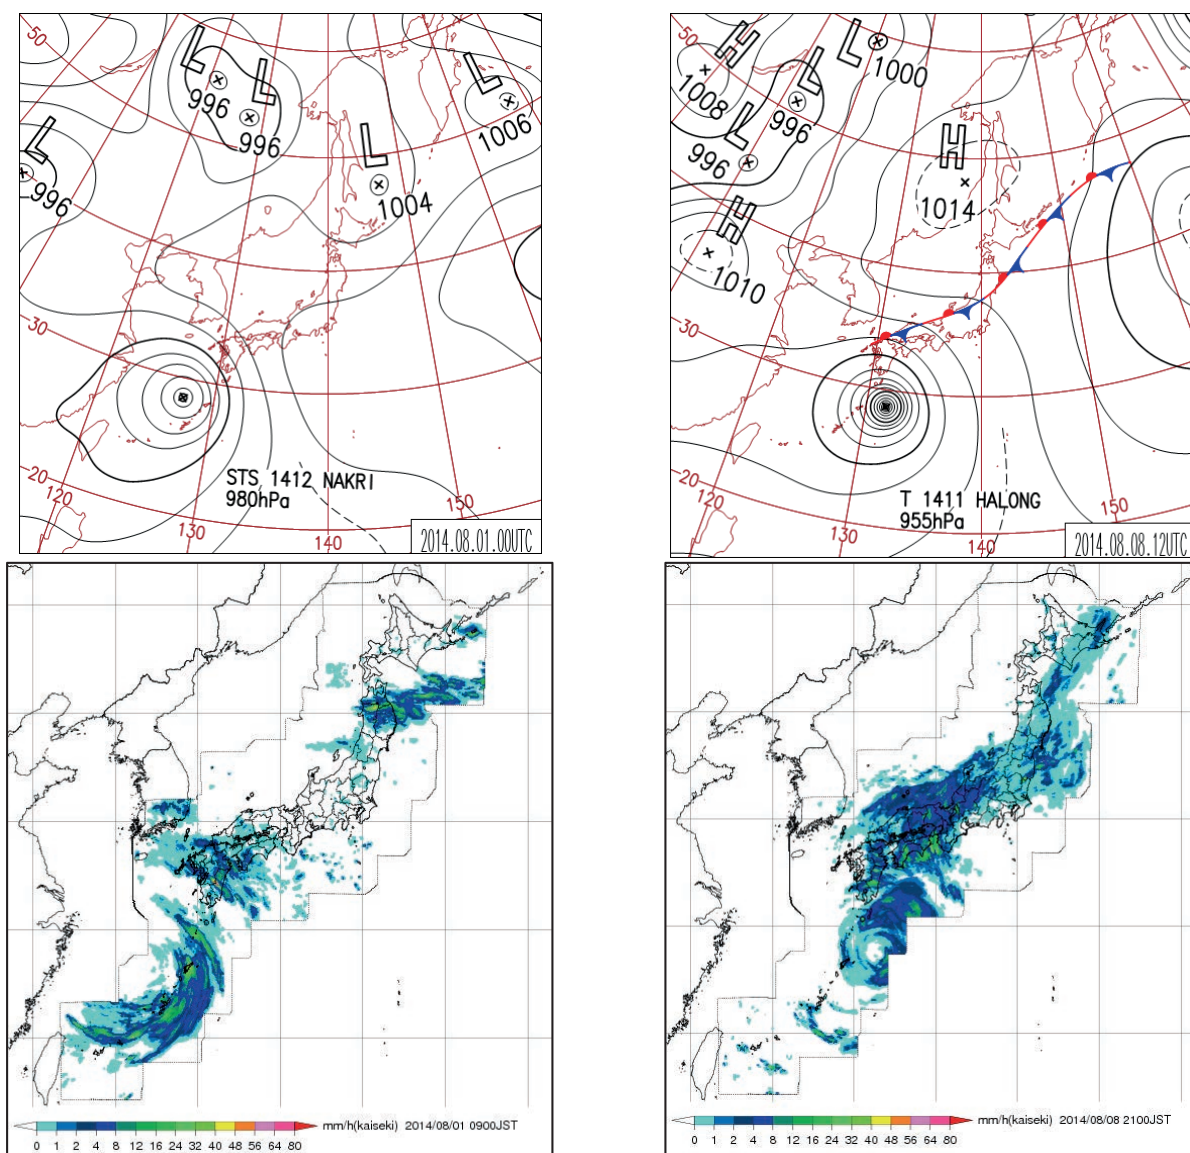 50
L
996
L
996
L
1004
L
1006
L
996
40
30
20
120
130
140
150
STS 1412 NAKRI
980hPa
2014.08.01.00UTC
50
H
1008
L
996
L
1000
L
996
H
1014
H
1010
40
30
20
120
130
140
150
T 1411 HALONG
955hPa
2014.08.08.12UTC
mm/h(kaiseki) 2014/08/01 0900JST
0 1 2 4 8 12 16 24 32 40 48 56 64 80
mm/h(kaiseki) 2014/08/08 2100JST
0 1 2 4 8 12 16 24 32 40 48 56 64 80